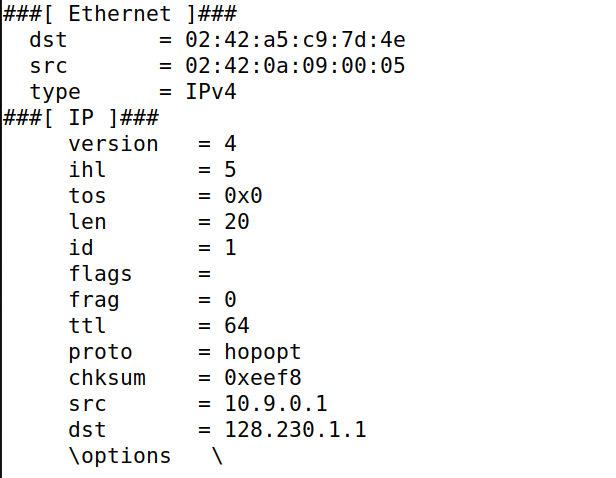 ###[ Ethernet ]###
  dst       = 02:42:a5:c9:7d:4e
  src       = 02:42:0a:09:00:05
  type      = IPv4
###[ IP ]###
     version   = 4
     ihl       = 5
     tos       = 0x0
     len       = 20
     id        = 1
     flags     =
     frag      = 0
     ttl       = 64
     proto     = hopopt
     chksum    = 0xeef8
     src       = 10.9.0.1
     dst       = 128.230.1.1
     \options   \